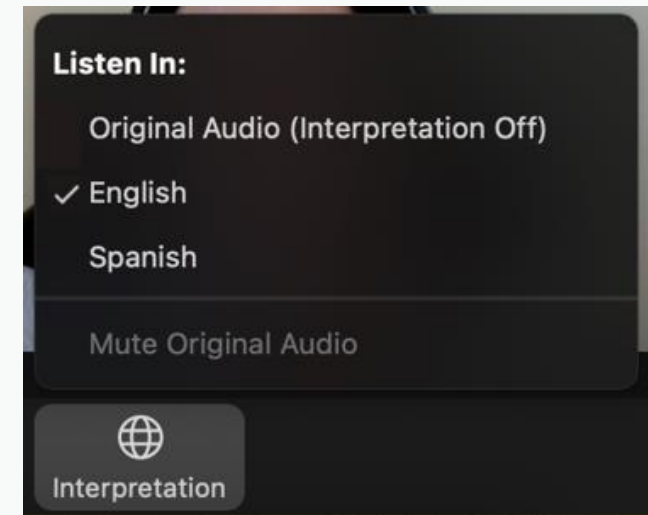 Listen In:
Original Audio (Interpretation Off)
English
Spanish
Mute Original Audio
Interpretation